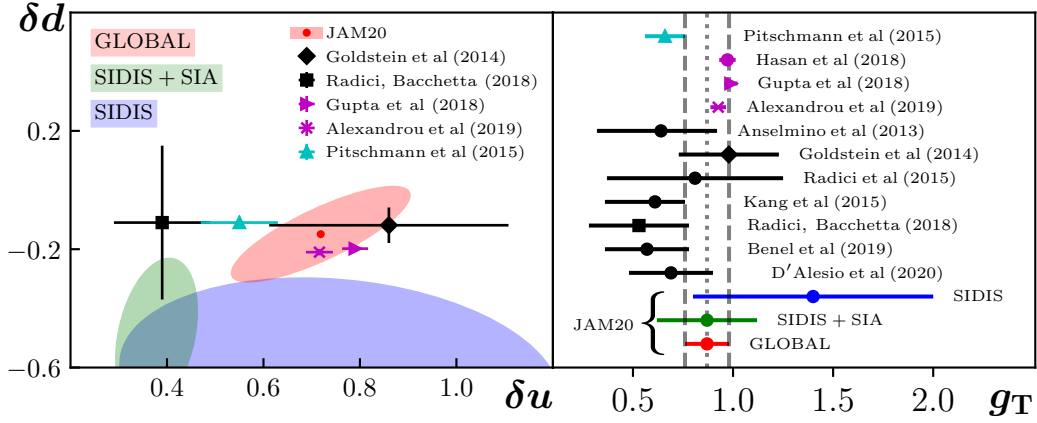 δd
GLOBAL
SIDIS + SIA
SIDIS
JAM20
Goldstein et al (2014)
Radici, Bacchetta (2018)
Gupta et al (2018)
Alexandrou et al (2019)
Pitschmann et al (2015)
0.2
−0.2
−0.6
0.4
0.6
0.8
1.0
δu
Pitschmann et al (2015)
Hasan et al (2018)
Gupta et al (2018)
Alexandrou et al (2019)
Anselmino et al (2013)
Goldstein et al (2014)
Radici et al (2015)
Kang et al (2015)
Radici, Bacchetta (2018)
Benel et al (2019)
D′Alesio et al (2020)
SIDIS
JAM20
SIDIS + SIA
GLOBAL
0.5
1.0
1.5
2.0
gT